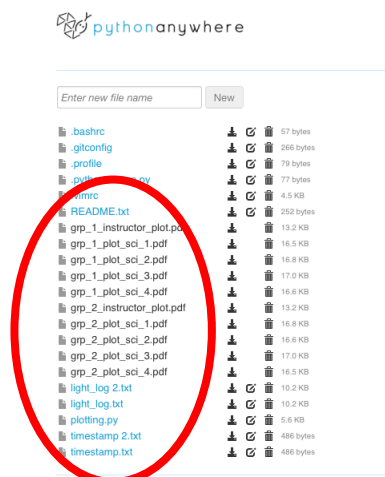 pythonanywhere
Enter new file name New
.bashrc 57 bytes
.gitconfig 266 bytes
.profile 79 bytes
77 bytes
.vimrc 4.5 KB
README.txt 252 bytes
grp_1_instructor_plot.pdf 13.2 KB
grp_1_plot_sci_1.pdf 16.5 KB
grp_1_plot_sci_2.pdf 16.8 KB
grp_1_plot_sci_3.pdf 17.0 KB
grp_1_plot_sci_4.pdf 16.6 KB
grp_2_instructor_plot.pdf 13.2 KB
grp_2_plot_sci_1.pdf 16.8 KB
grp_2_plot_sci_2.pdf 16.6 KB
grp_2_plot_sci_3.pdf 17.0 KB
grp_2_plot_sci_4.pdf 16.5 KB
light_log 2.txt 10.2 KB
light_log.txt 10.2 KB
plotting.py 5.6 KB
timestamp 2.txt 486 bytes
timestamp.txt 486 bytes